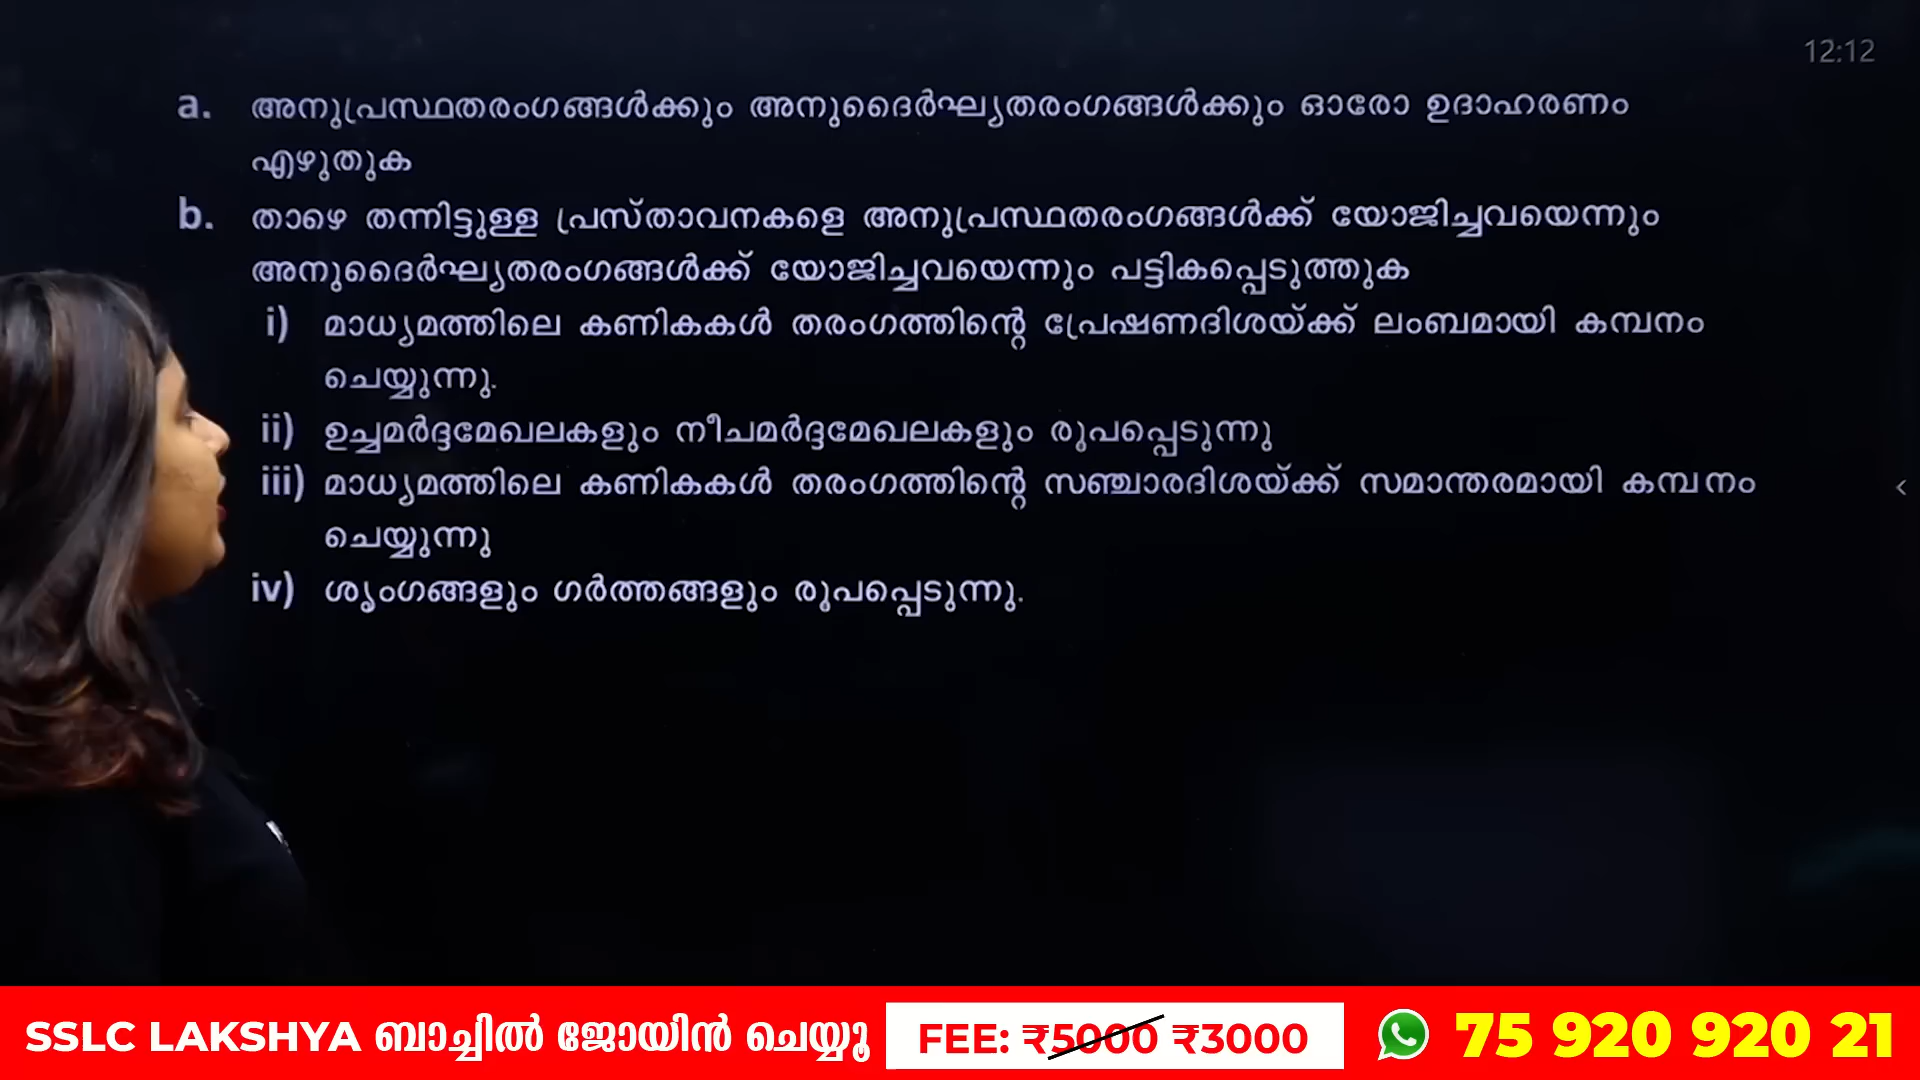 12:12
a. അനുപ്രസ്ഥതരംഗങ്ങൾക്കും അനുദൈർഘ്യതരംഗങ്ങൾക്കും ഓരോ ഉദാഹരണം
എഴുതുക
b. താഴെ തന്നിട്ടുള്ള പ്രസ്താവനകളെ അനുപ്രസ്ഥതരംഗങ്ങൾക്ക് യോജിച്ചവയെന്നും
അനുദൈർഘ്യതരംഗങ്ങൾക്ക് യോജിച്ചവയെന്നും പട്ടികപ്പെടുത്തുക
i) മാധ്യമത്തിലെ കണികകൾ തരംഗത്തിന്റെ പ്രേഷണദിശയ്ക്ക് ലംബമായി കമ്പനം
ചെയ്യുന്നു.
ii) ഉച്ചമർദ്ദമേഖലകളും നീചമർദ്ദമേഖലകളും രൂപപ്പെടുന്നു
iii) മാധ്യമത്തിലെ കണികകൾ തരംഗത്തിന്റെ സഞ്ചാരദിശയ്ക്ക് സമാന്തരമായി കമ്പനം
ചെയ്യുന്നു
iv) ശൃംഗങ്ങളും ഗർത്തങ്ങളും രൂപപ്പെടുന്നു.
SSLC LAKSHYA ബാച്ചിൽ ജോയിൻ ചെയ്യൂ FEE: ₹5000 ₹3000 75 920 920 21